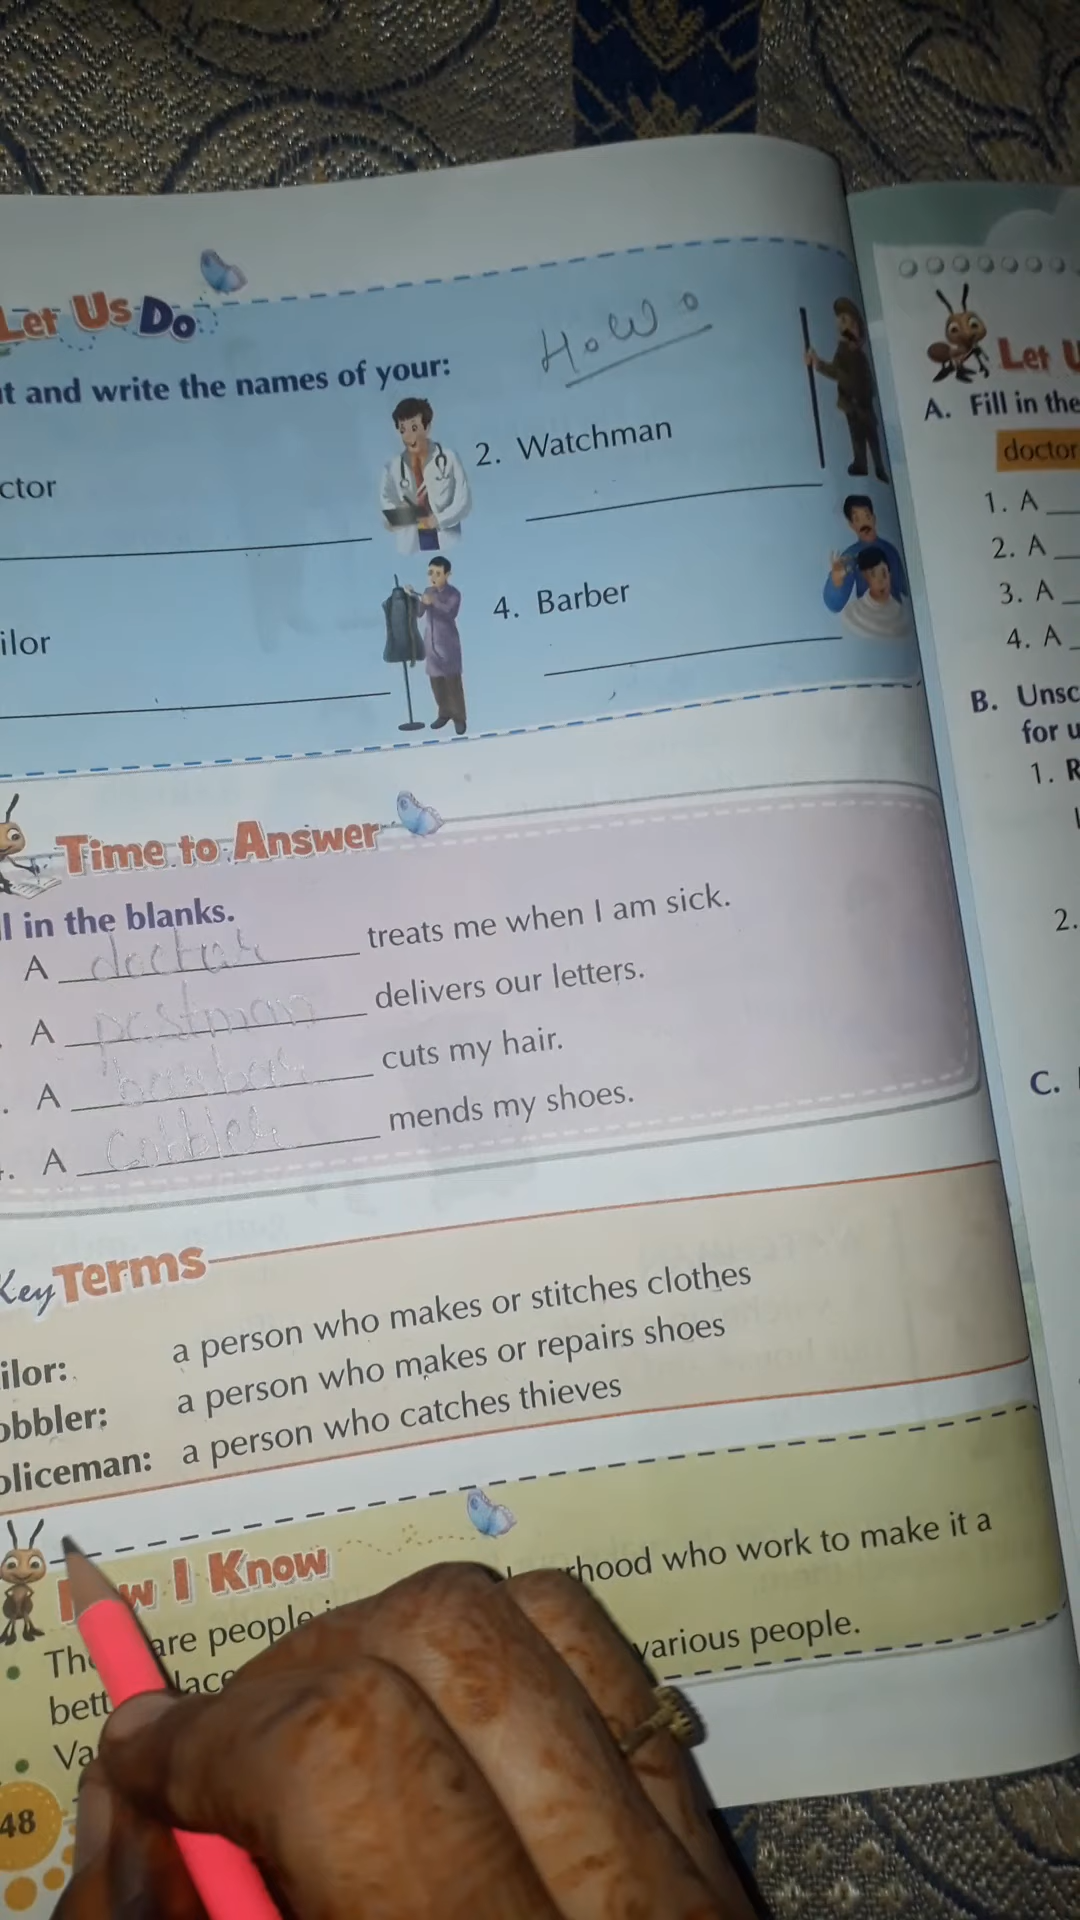 Let Us Do
t and write the names of your:
H.W.
ctor
2. Watchman
ilor
4. Barber
Time to Answer
l in the blanks.
A doctor treats me when I am sick.
. A postman delivers our letters.
. A barbar cuts my hair.
. A cobbler mends my shoes.
Key Terms
ilor: a person who makes or stitches clothes
obbler: a person who makes or repairs shoes
oliceman: a person who catches thieves
I Know
are people rhood who work to make it a
bett lace
Va various people.
48
Let U
A. Fill in the
doctor
1. A
2. A
3. A
4. A
B. Unsc
for u
1. R
2.
C.